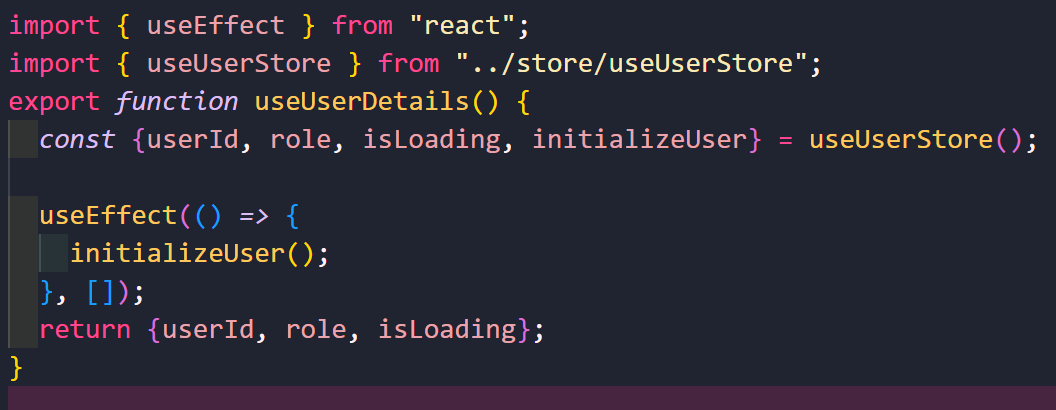 import { useEffect } from "react";
import { useUserStore } from "../store/useUserStore";
export function useUserDetails() {
  const {userId, role, isLoading, initializeUser} = useUserStore();

  useEffect(() => {
    initializeUser();
  }, []);
  return {userId, role, isLoading};
}